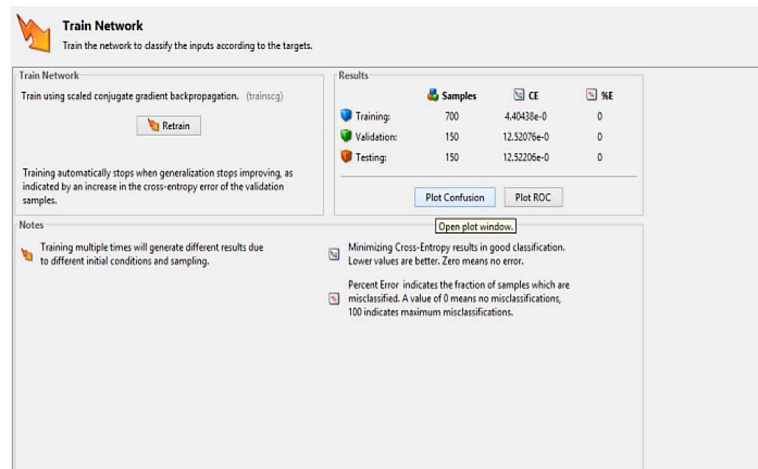 Train Network
Train the network to classify the inputs according to the targets.
Train Network
Train using scaled conjugate gradient backpropagation. (trainscg)
Retrain
Training automatically stops when generalization stops improving, as
indicated by an increase in the cross-entropy error of the validation
samples.
Results
Samples CE %E
Training: 700 4.40438e-0 0
Validation: 150 12.52076e-0 0
Testing: 150 12.52206e-0 0
Plot Confusion Plot ROC
Open plot window.
Notes
Training multiple times will generate different results due
to different initial conditions and sampling.
Minimizing Cross-Entropy results in good classification.
Lower values are better. Zero means no error.
Percent Error indicates the fraction of samples which are
misclassified. A value of 0 means no misclassifications,
100 indicates maximum misclassifications.